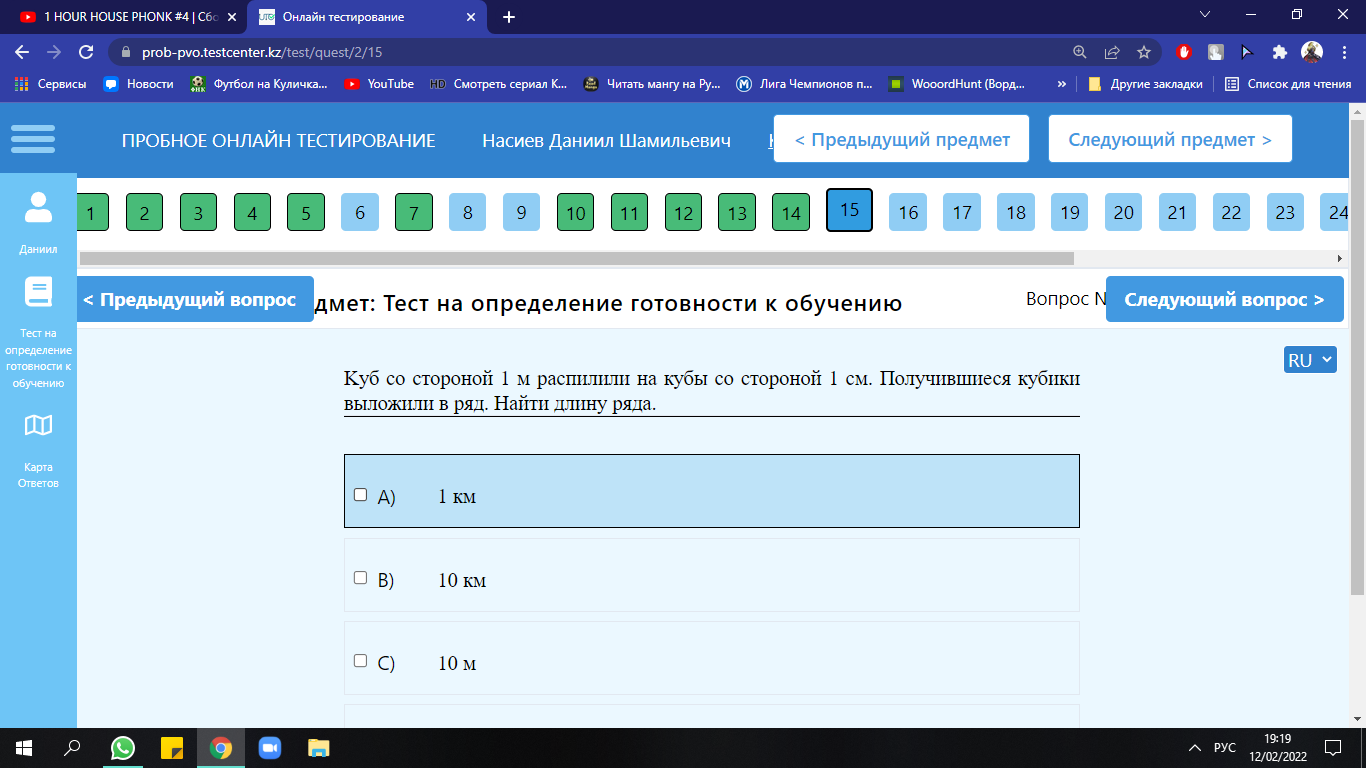 1 HOUR HOUSE PHONK #4 | Сбо
Онлайн тестирование
prob-pvo.testcenter.kz/test/quest/2/15
Сервисы Новости Футбол на Куличка... YouTube HD Смотреть сериал К... Читать мангу на Ру... Лига Чемпионов п... WooordHunt (Ворд... » Другие закладки Список для чтения
ПРОБНОЕ ОНЛАЙН ТЕСТИРОВАНИЕ Насиев Даниил Шамильевич < Предыдущий предмет Следующий предмет >
1 2 3 4 5 6 7 8 9 10 11 12 13 14 15 16 17 18 19 20 21 22 23 24
Даниил
Тест на
определение
готовности к
обучению
Карта
Ответов
< Предыдущий вопрос дмет: Тест на определение готовности к обучению Вопрос N Следующий вопрос >
RU
Куб со стороной 1 м распилили на кубы со стороной 1 см. Получившиеся кубики
выложили в ряд. Найти длину ряда.
A) 1 км
B) 10 км
C) 10 м
РУС
19:19
12/02/2022